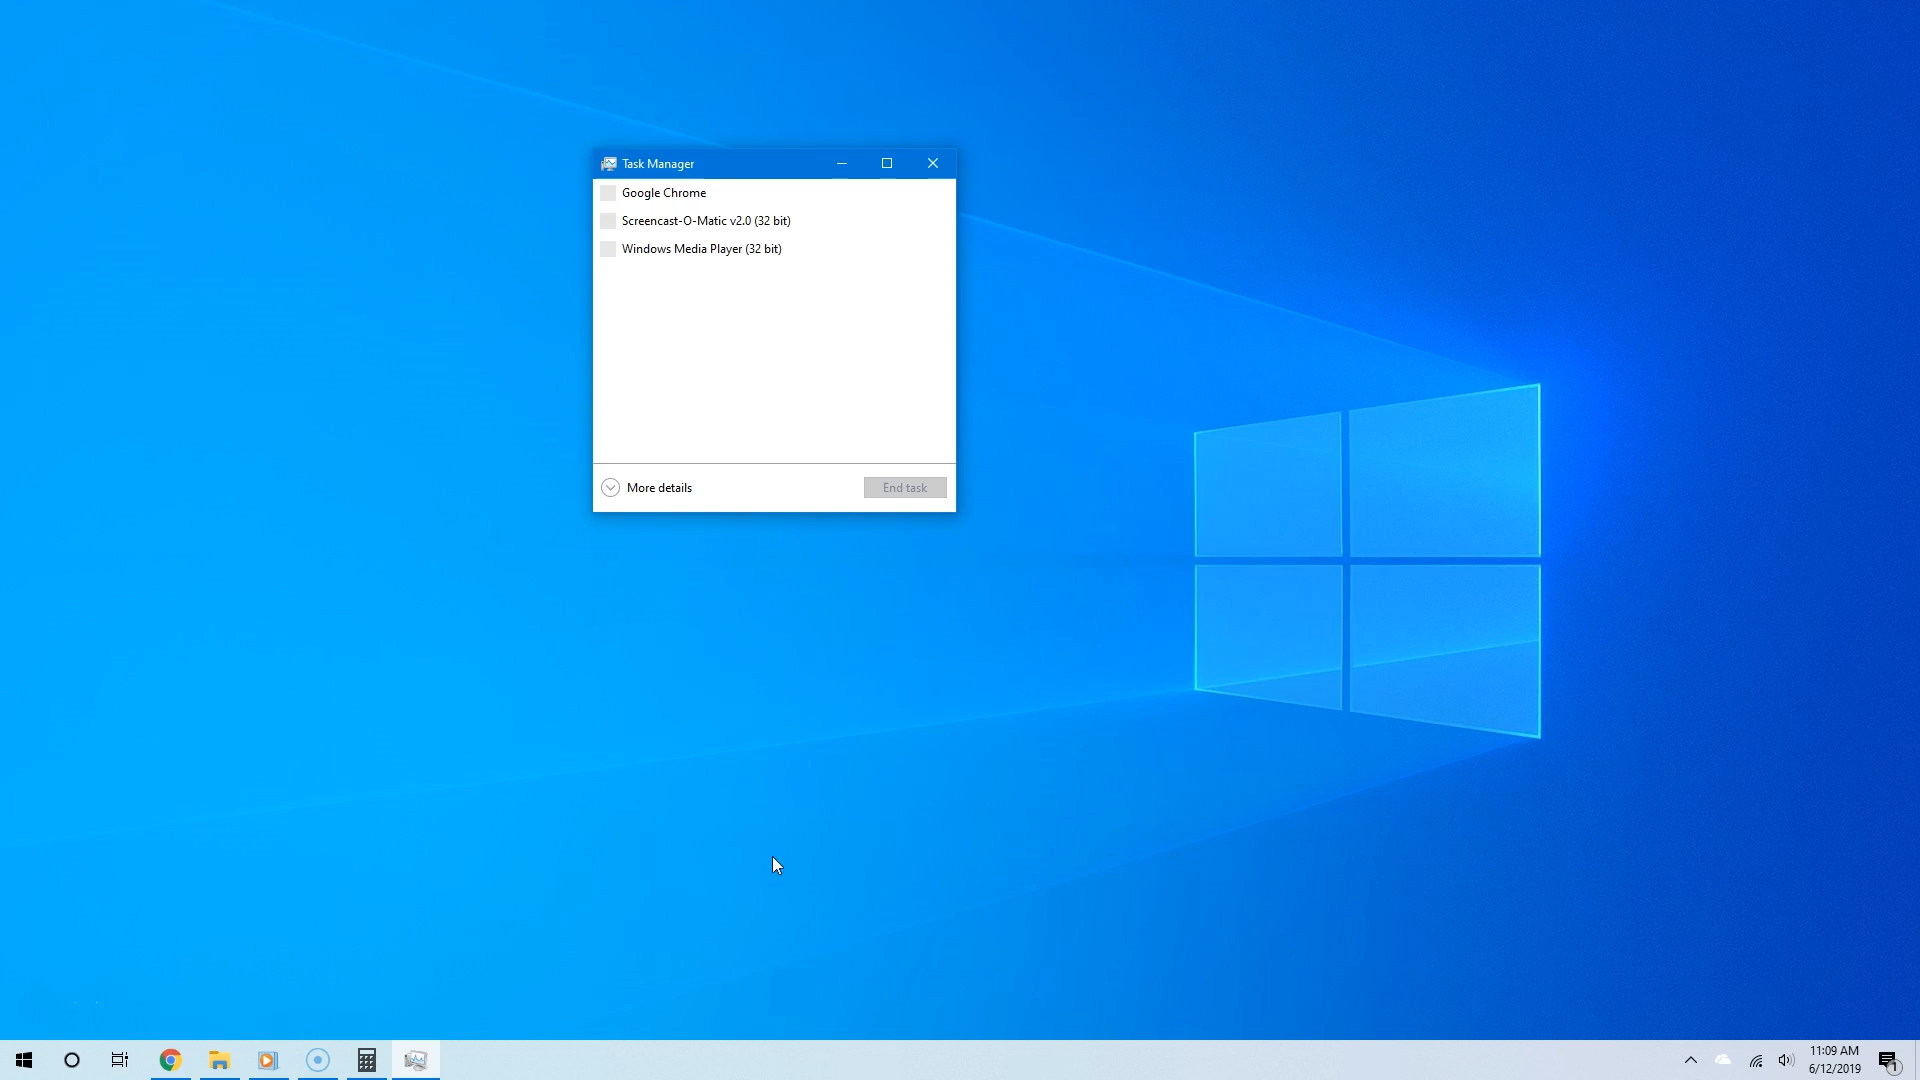 Task Manager
Google Chrome
Screencast-O-Matic v2.0 (32 bit)
Windows Media Player (32 bit)
More details
End task
11:09 AM
6/12/2019
1